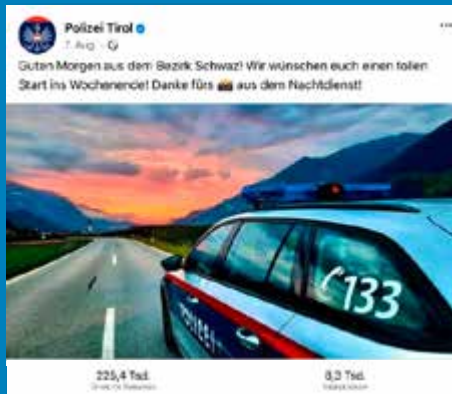 Polizei Tirol
7. Aug.
Guten Morgen aus dem Bezirk Schwaz! Wir wünschen euch einen tollen
Start ins Wochenende! Danke fürs aus dem Nachtdienst!
133
POLIZEI
225,4 Tsd.
8,3 Tsd.